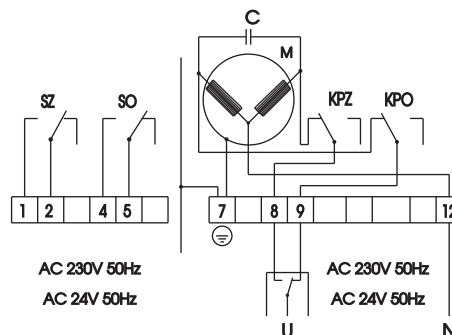 C
M
SZ SO KPZ KPO
1 2 4 5 7 8 9 12
AC 230V 50Hz AC 230V 50Hz
AC 24V 50Hz AC 24V 50Hz
U N